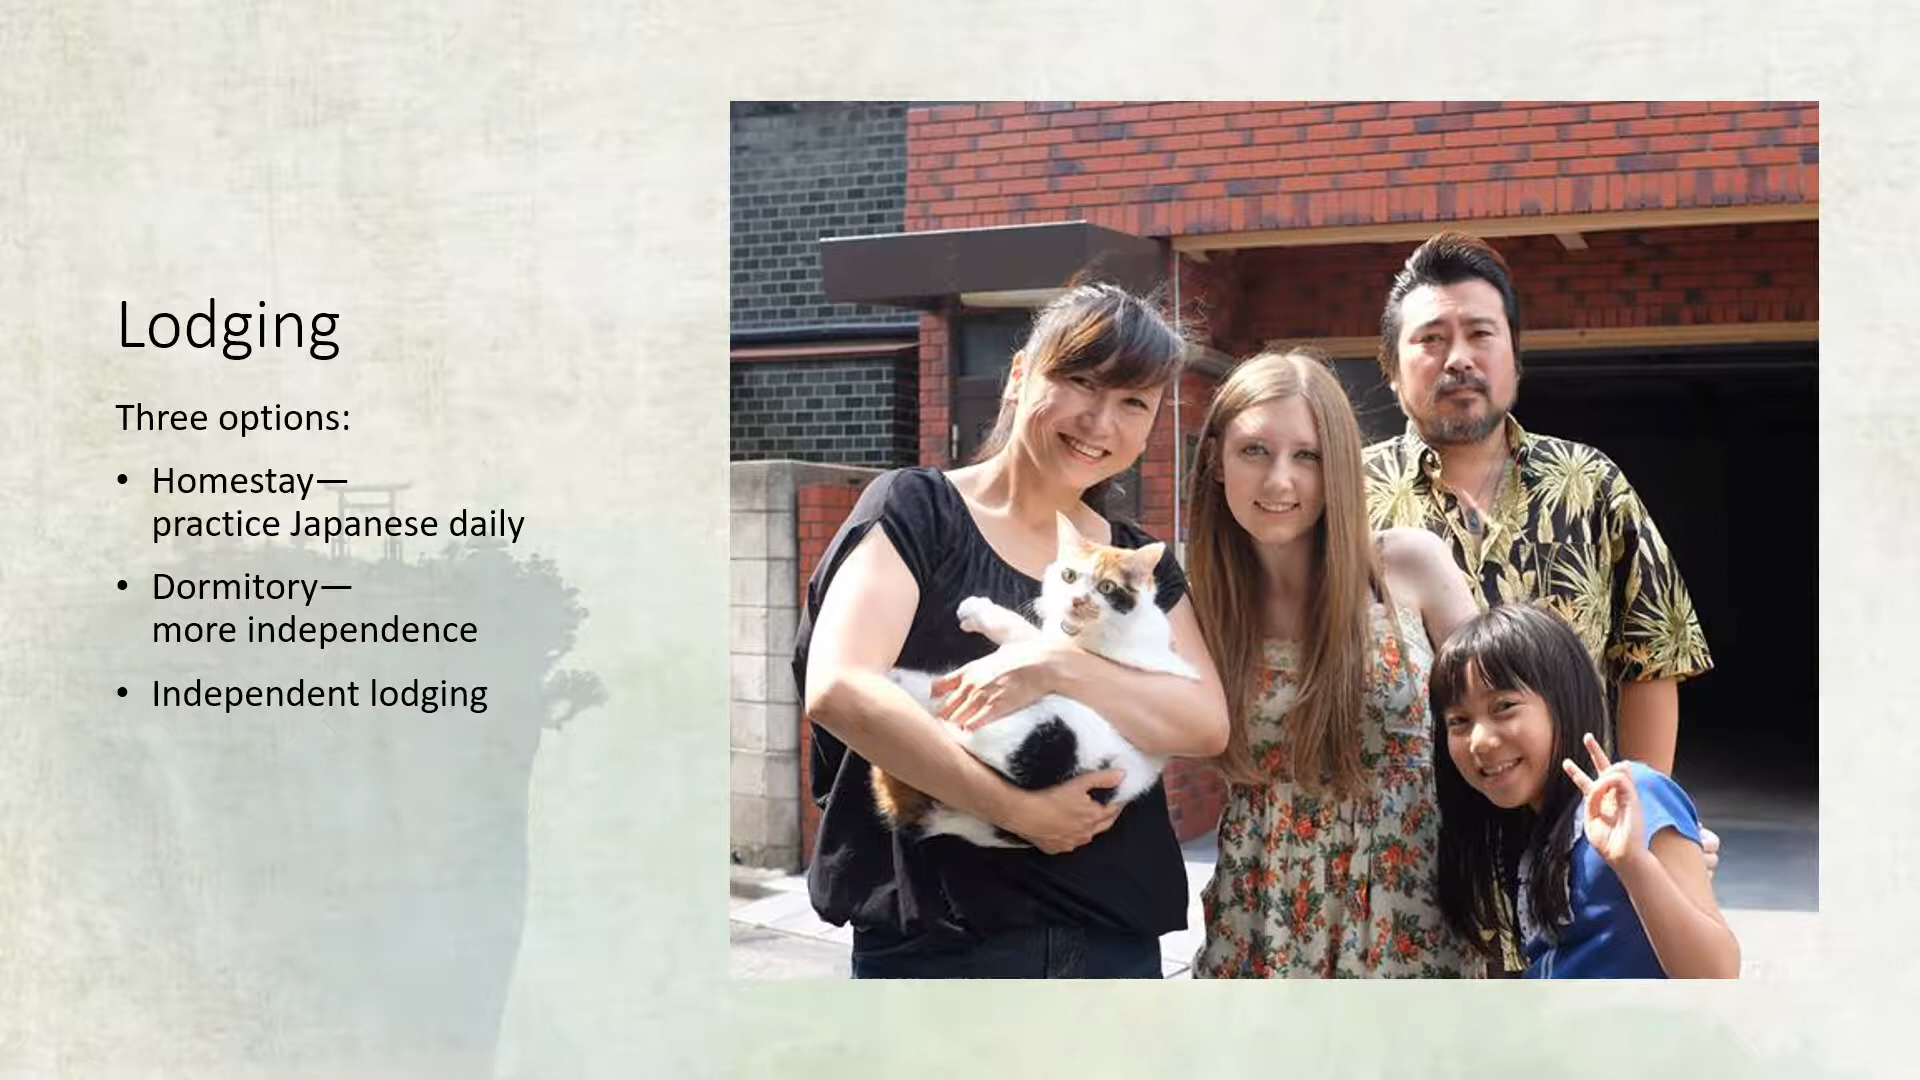 Lodging
Three options:
• Homestay—
practice Japanese daily
• Dormitory—
more independence
• Independent lodging